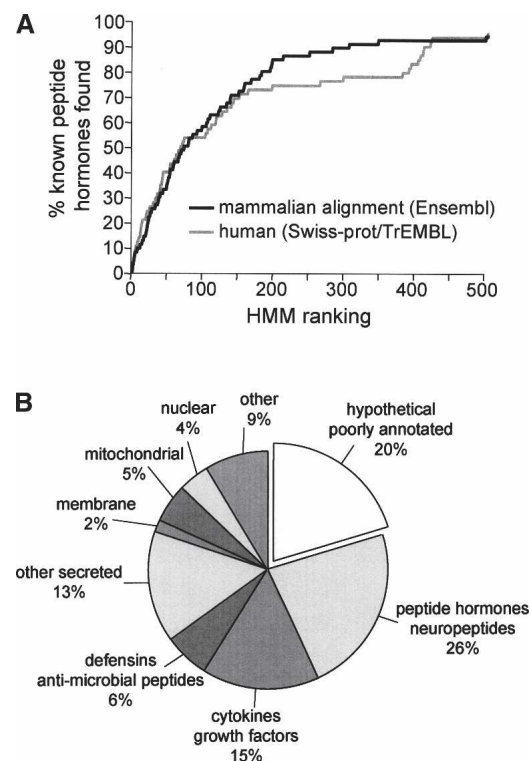 A
% known peptide
hormones found
100
90
80
70
60
50
40
30
20
10
0
mammalian alignment (Ensembl)
human (Swiss-prot/TrEMBL)
0
100
200
300
400
500
HMM ranking
B
nuclear
4%
other
9%
hypothetical
poorly annotated
20%
mitochondrial
5%
membrane
2%
other secreted
13%
peptide hormones
neuropeptides
26%
defensins
anti-microbial peptides
6%
cytokines
growth factors
15%